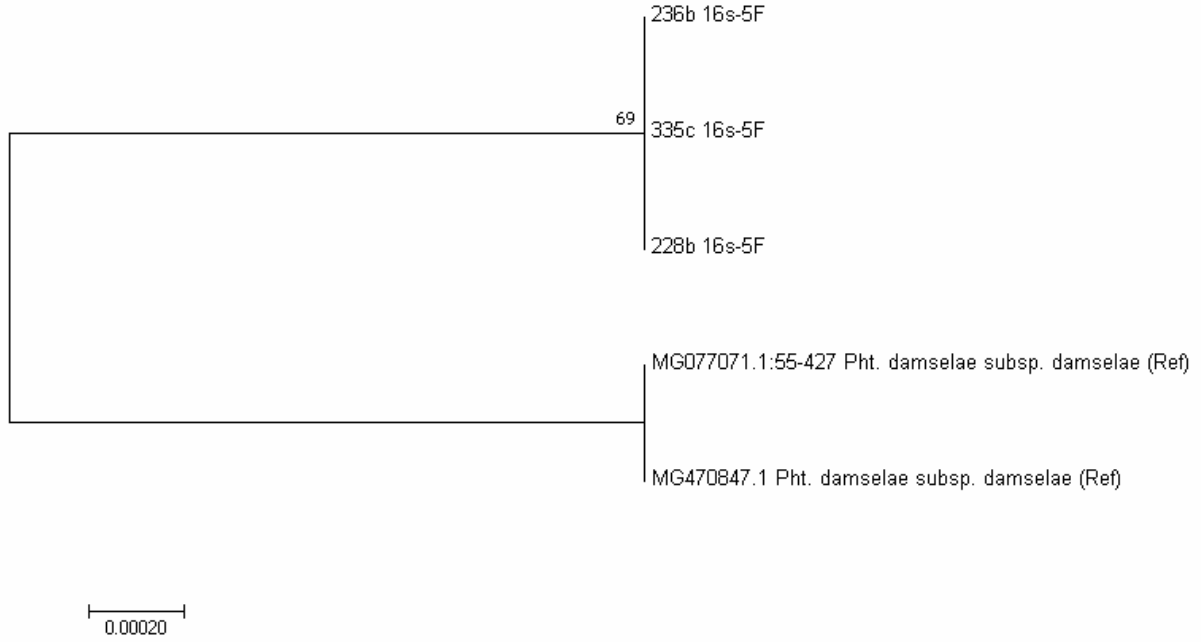 236b 16s-5F
69
335c 16s-5F
228b 16s-5F
MG077071.1:55-427 Pht. damselae subsp. damselae (Ref)
MG470847.1 Pht. damselae subsp. damselae (Ref)
0.00020